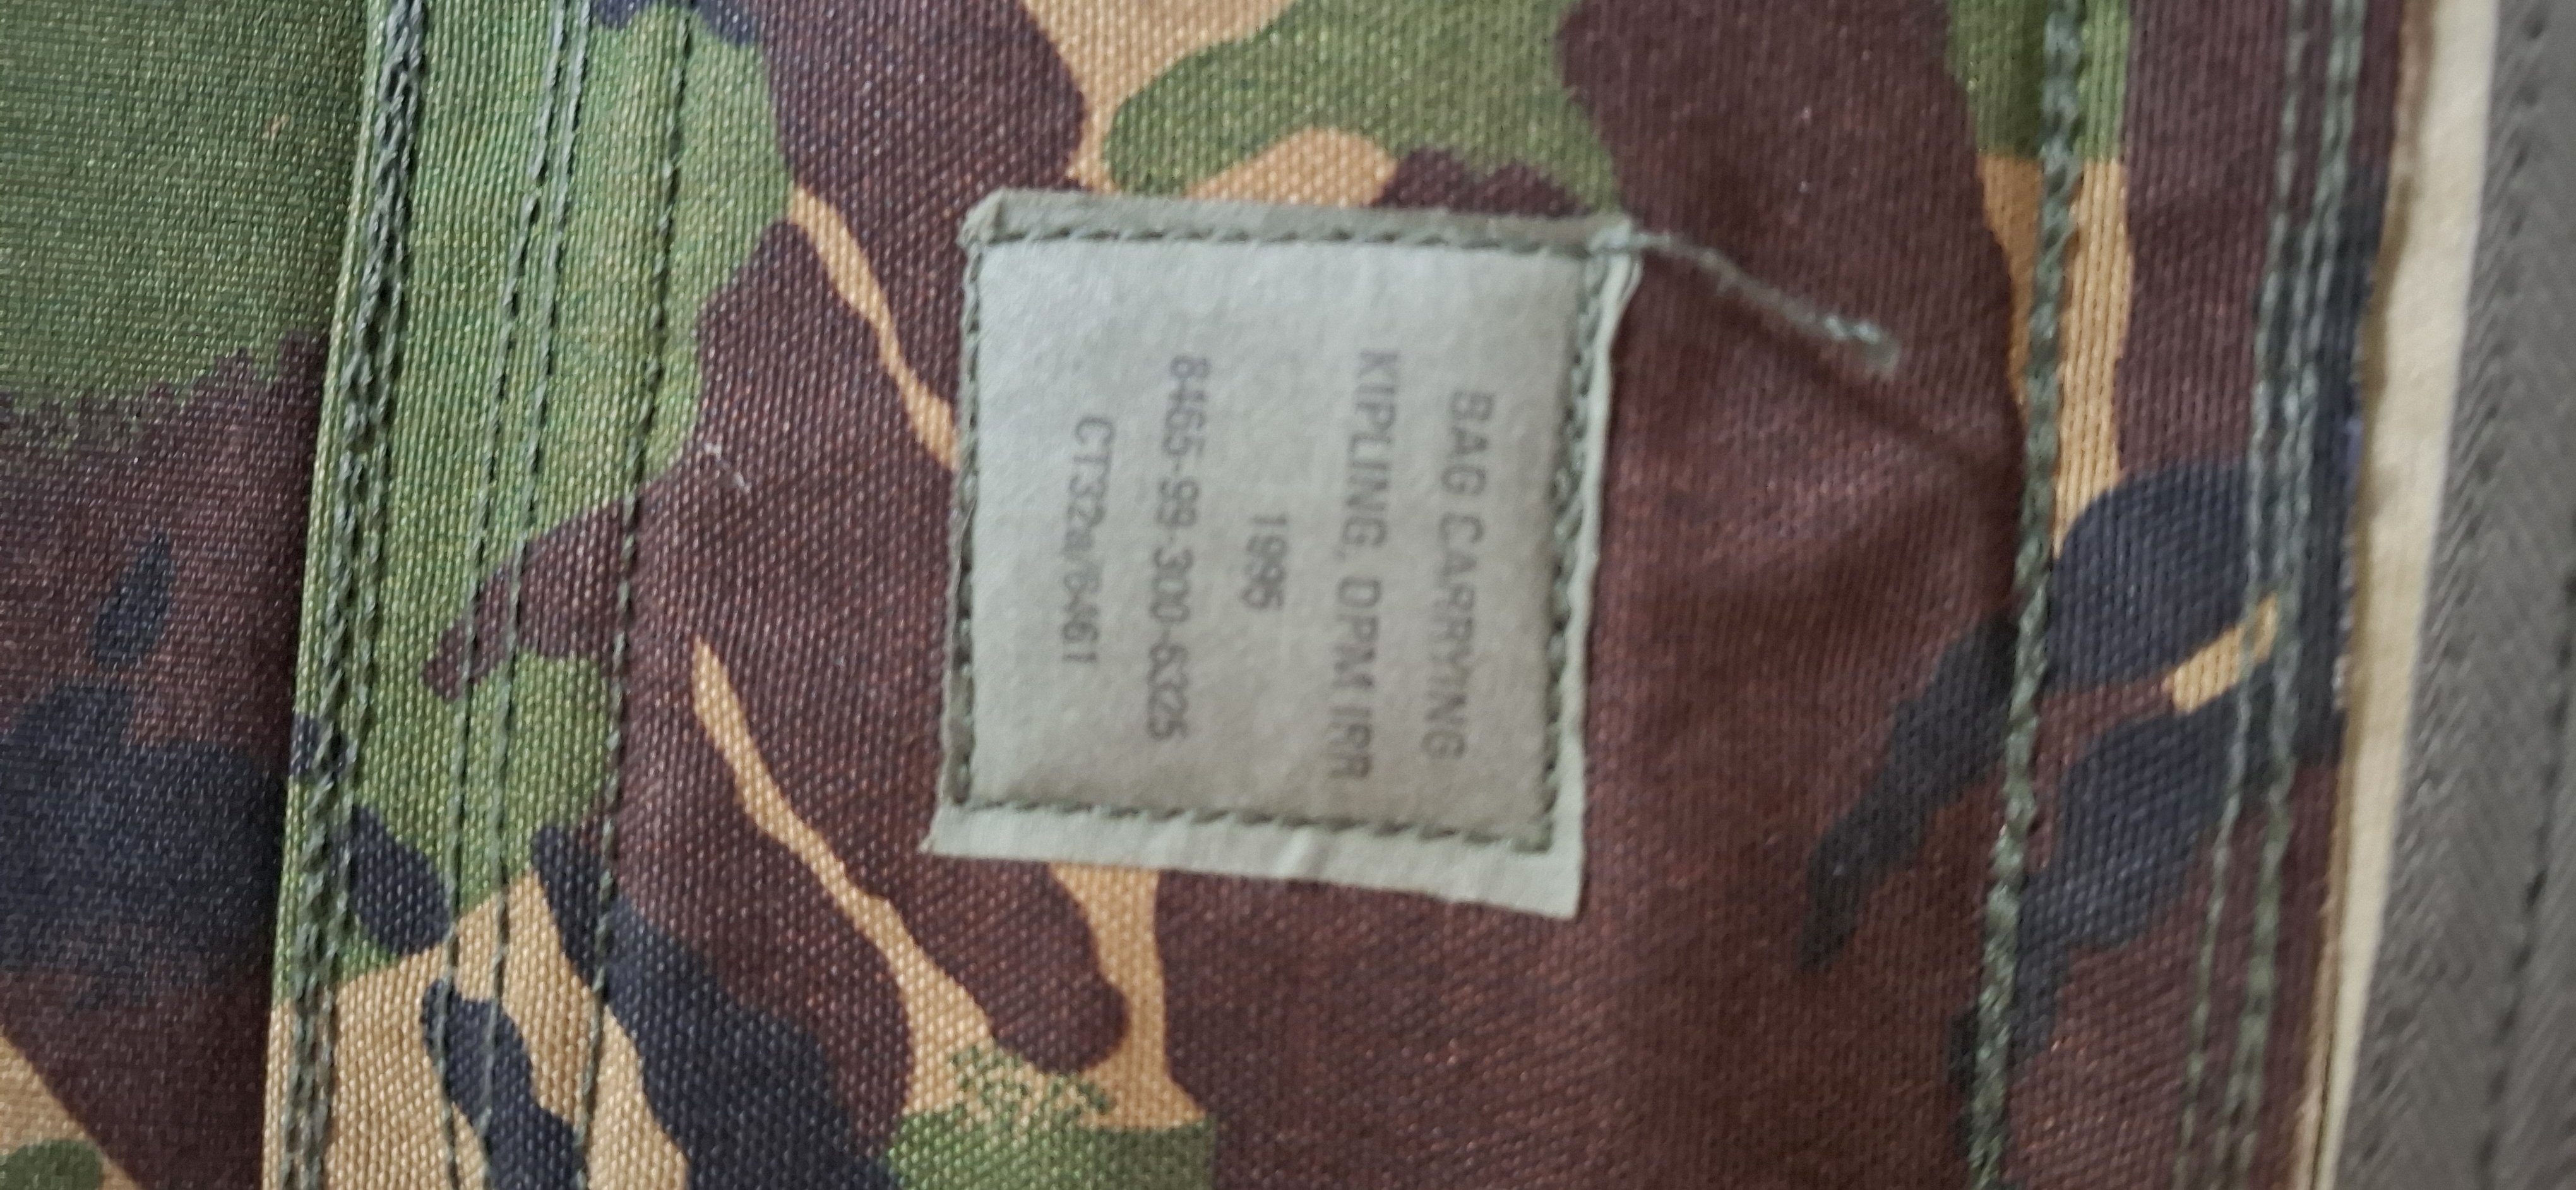 BAG CARRYING
KIPLING, DPM IRR
1995
8465-99-300-6325
CT32a/6461